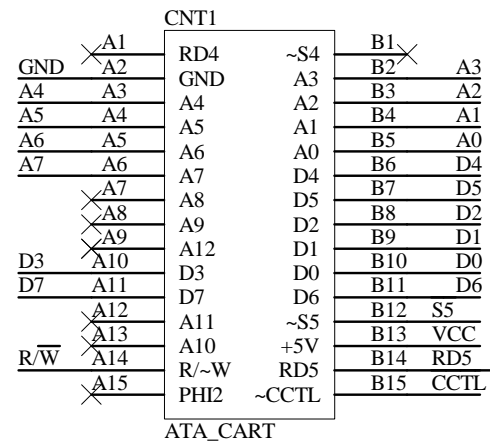 CNT1
A1 RD4 ~S4 B1
GND A2 GND A3 B2 A3
A4 A3 A4 A2 B3 A2
A5 A4 A5 A1 B4 A1
A6 A5 A6 A0 B5 A0
A7 A6 A7 D4 B6 D4
A7 A8 D5 B7 D5
A8 A9 D2 B8 D2
A9 A12 D1 B9 D1
D3 A10 D3 D0 B10 D0
D7 A11 D7 D6 B11 D6
A12 A11 ~S5 B12 S5
A13 A10 +5V B13 VCC
R/W A14 R/~W RD5 B14 RD5
A15 PHI2 ~CCTL B15 CCTL
ATA_CART